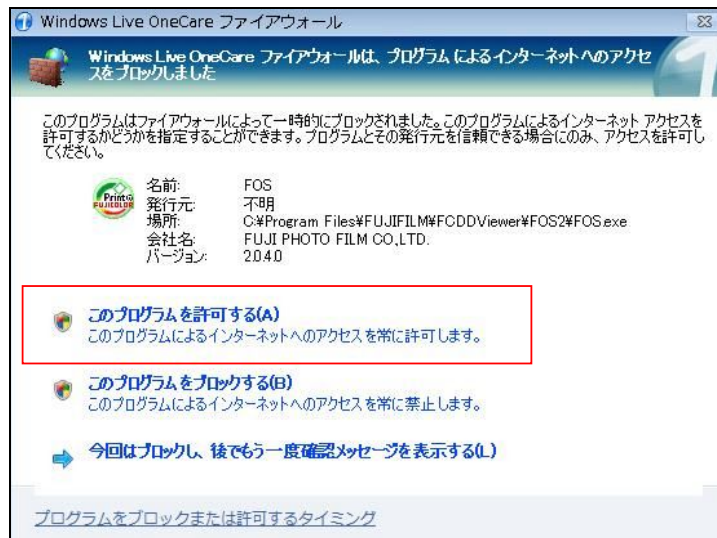 Windows Live OneCare ファイアウォール
Windows Live OneCare ファイアウォールは、プログラム によるインターネットへのアクセ
スをブロックしました
このプログラムはファイアウォールによって一時的にブロックされました。このプログラムによるインターネット アクセスを
許可するかどうかを指定することができます。プログラムとその発行元を信頼できる場合にのみ、アクセスを許可し
てください。
Print@
FUJICOLOR
名前: FOS
発行元: 不明
場所: C:¥Program Files¥FUJIFILM¥FCDDViewer¥FOS2¥FOS.exe
会社名: FUJI PHOTO FILM CO.,LTD.
バージョン: 2.0.4.0
このプログラムを許可する(A)
このプログラムによるインターネットへのアクセスを常に許可します。
このプログラムをブロックする(B)
このプログラムによるインターネットへのアクセスを常に禁止します。
今回はブロックし、後でもう一度確認メッセージを表示する(L)
プログラムをブロックまたは許可するタイミング